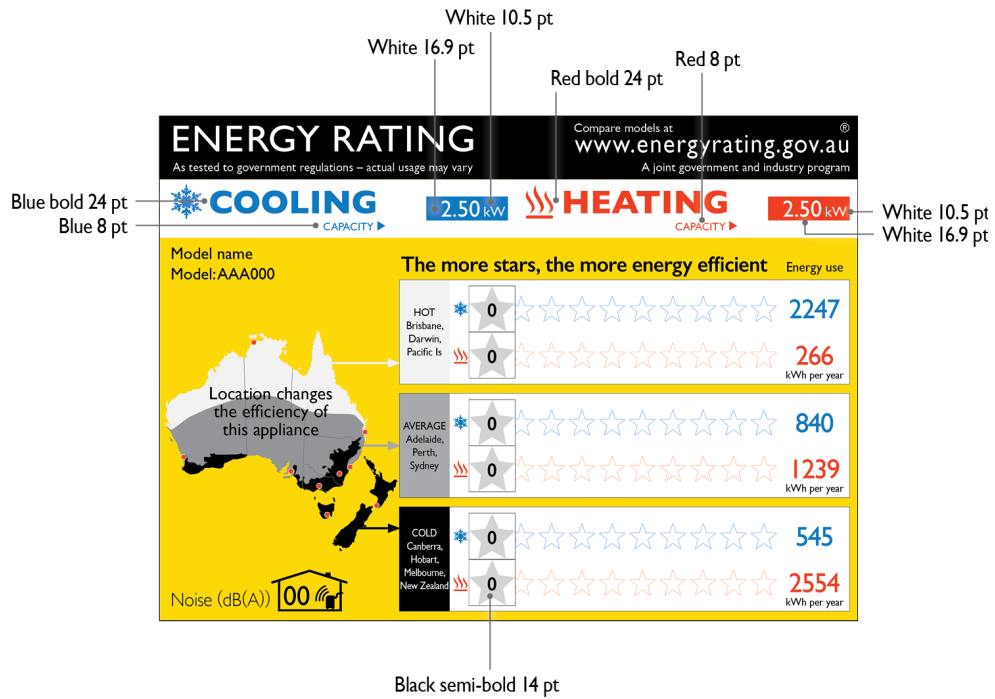 White 10.5 pt
White 16.9 pt
Red 8 pt
Red bold 24 pt
ENERGY RATING
As tested to government regulations – actual usage may vary
Compare models at
®
www.energyrating.gov.au
A joint government and industry program
Blue bold 24 pt
Blue 8 pt
COOLING
CAPACITY
2.50 kW
HEATING
CAPACITY
2.50 kW
White 10.5 pt
White 16.9 pt
Model name
Model: AAA000
The more stars, the more energy efficient
Energy use
HOT
Brisbane,
Darwin,
Pacific Is
0
2247
0
266
kWh per year
Location changes
the efficiency of
this appliance
AVERAGE
Adelaide,
Perth,
Sydney
0
840
0
1239
kWh per year
COLD
Canberra,
Hobart,
Melbourne,
New Zealand
0
545
0
2554
kWh per year
Noise (dB(A))
00
Black semi-bold 14 pt